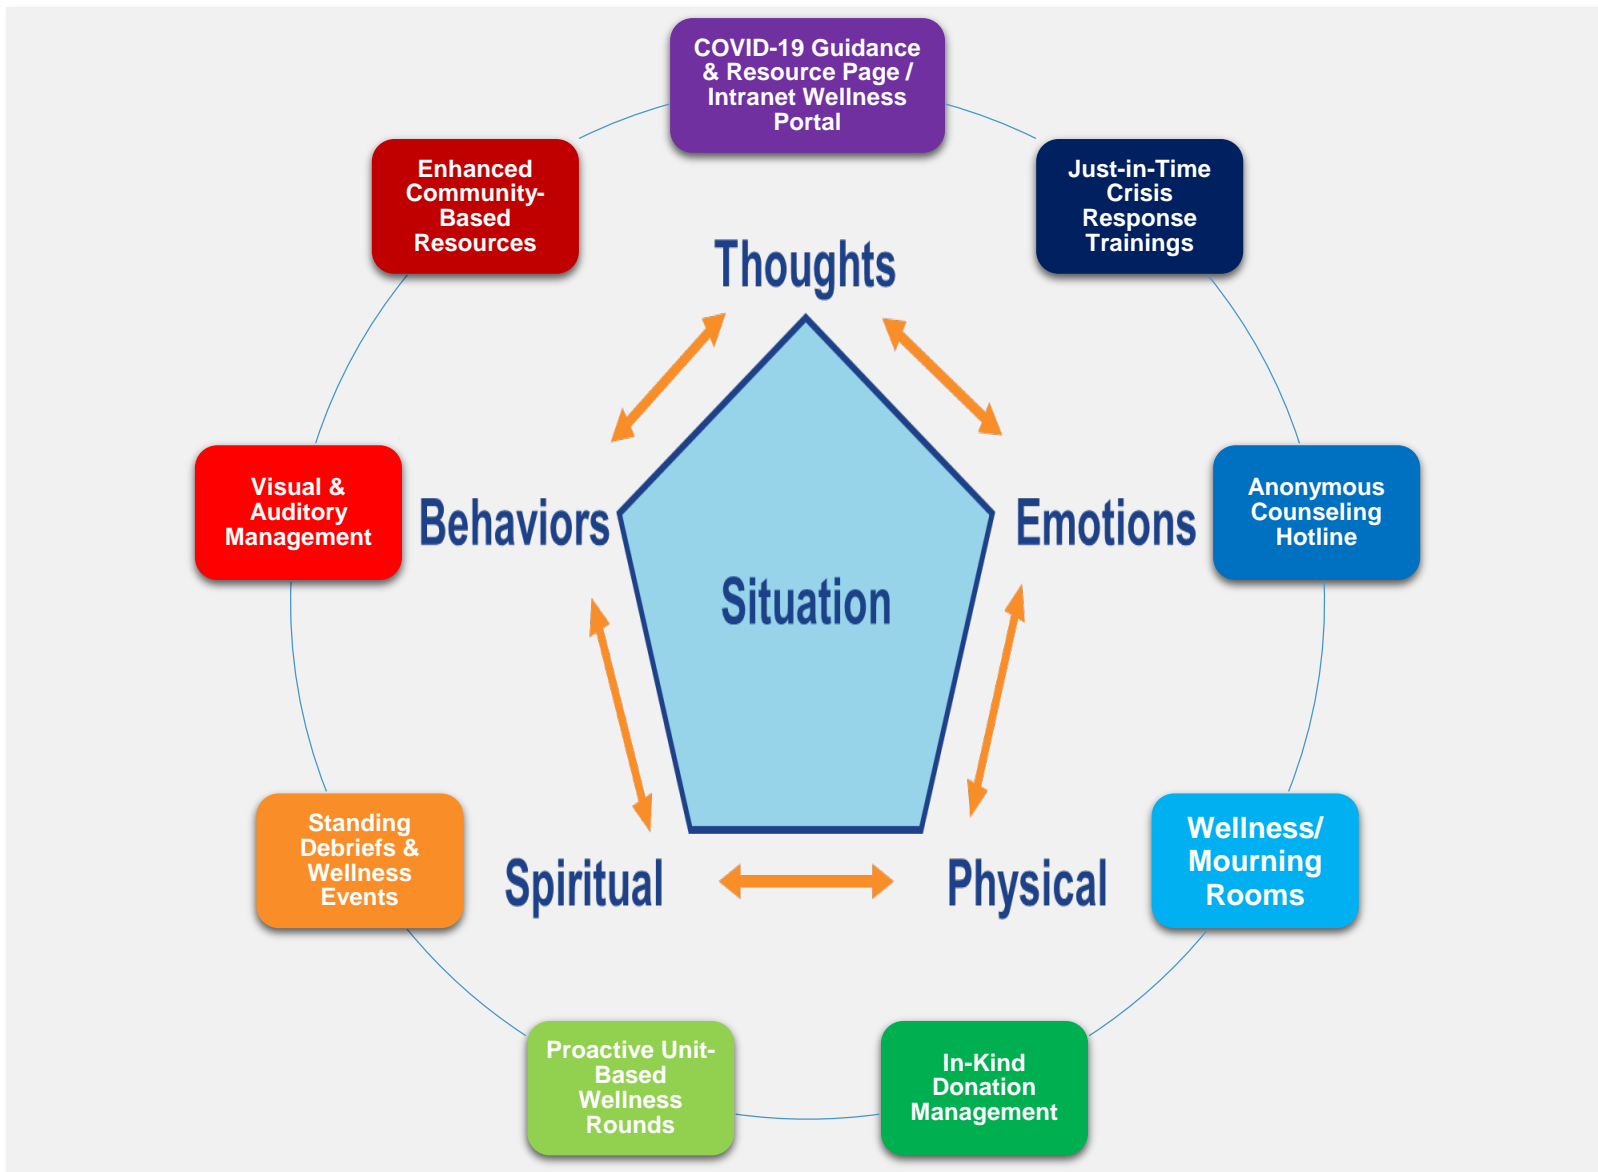 COVID-19 Guidance
& Resource Page /
Intranet Wellness
Portal
Enhanced
Community-
Based
Resources
Just-in-Time
Crisis
Response
Trainings
Thoughts
Visual &
Auditory
Management
Behaviors
Emotions
Anonymous
Counseling
Hotline
Situation
Standing
Debriefs &
Wellness
Events
Spiritual
Physical
Wellness/
Mourning
Rooms
Proactive Unit-
Based
Wellness
Rounds
In-Kind
Donation
Management